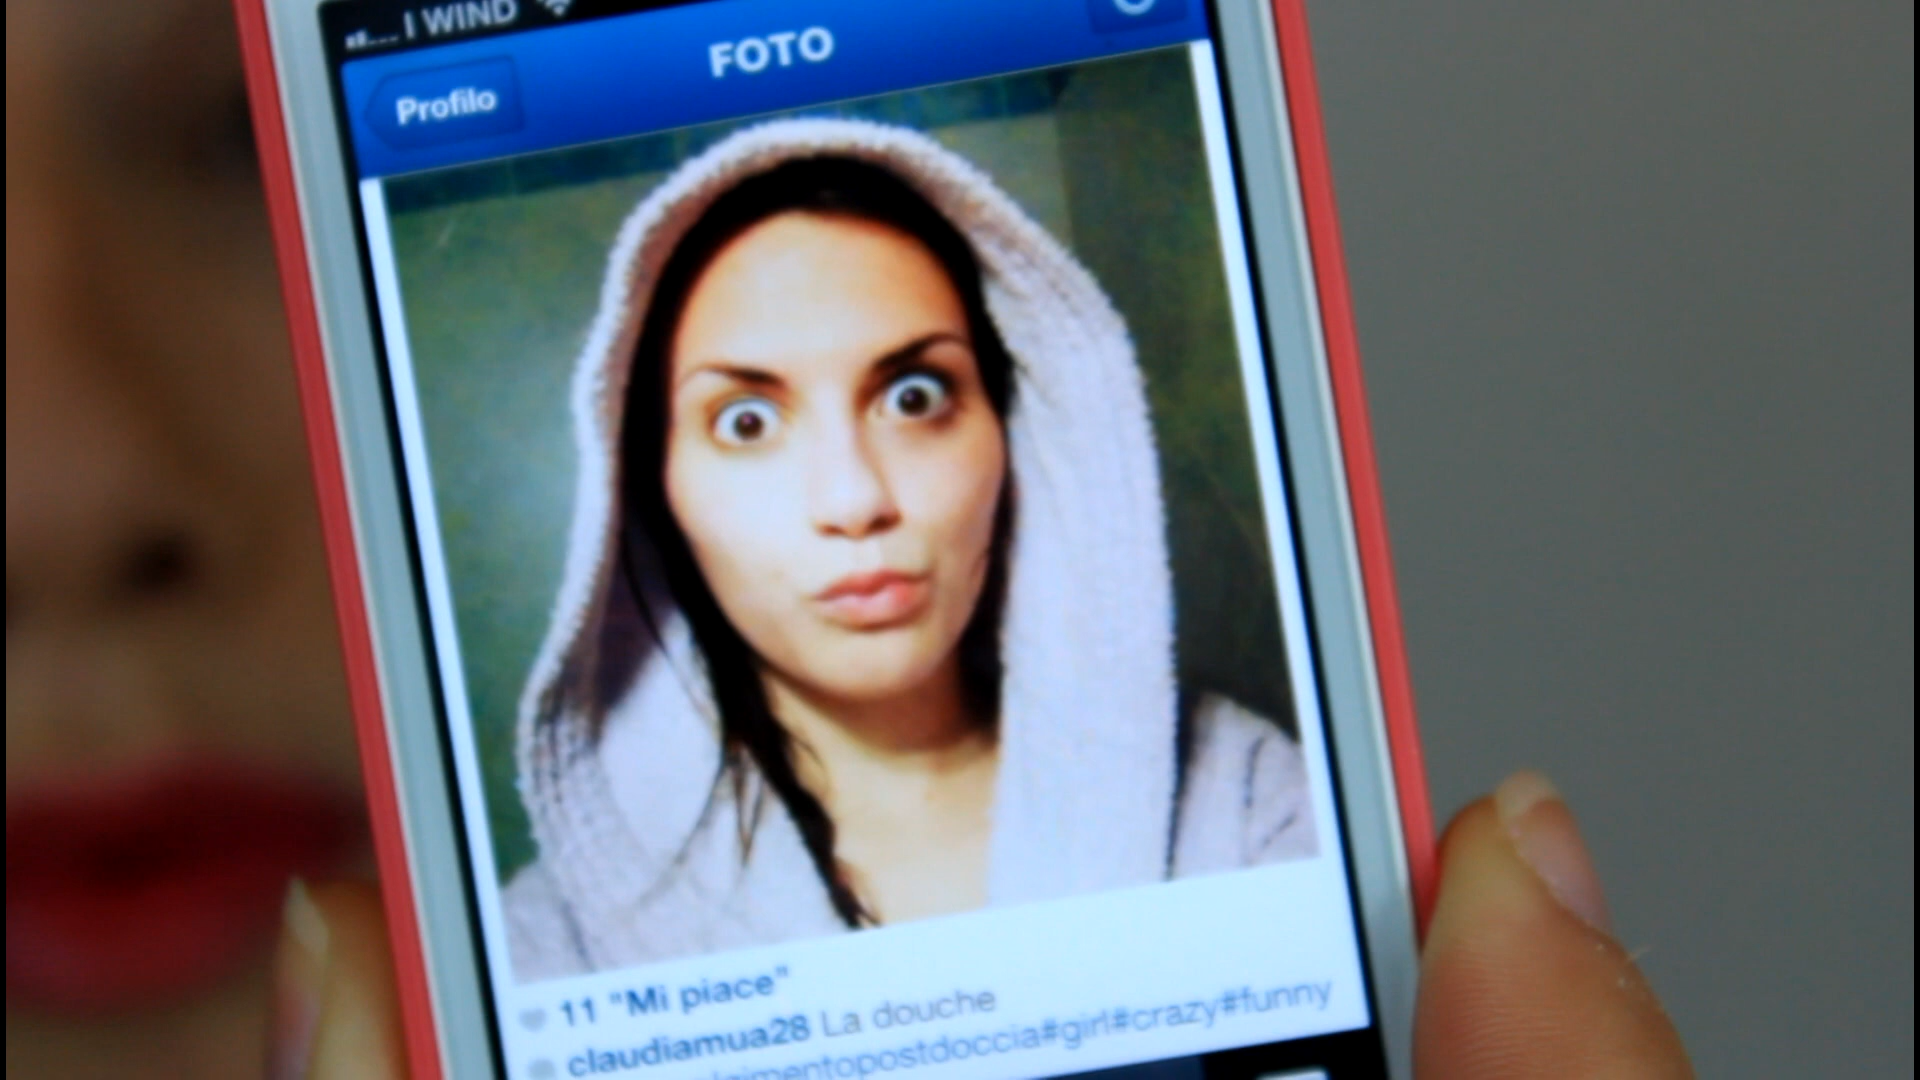 I WIND
FOTO
Profilo
11 "Mi piace"
claudiamua28 La douche
#girl#crazy#funny